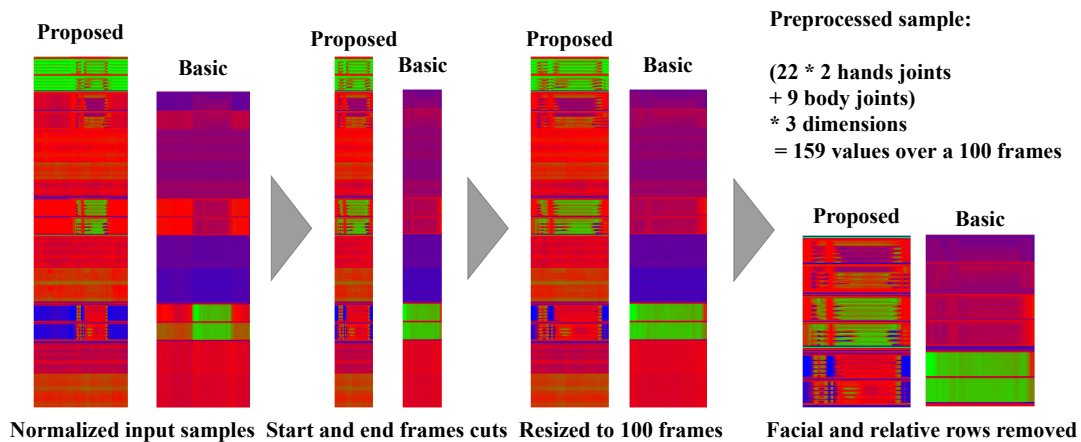 Proposed
Basic
Proposed
Basic
Proposed
Basic
Preprocessed sample:
(22 * 2 hands joints
+ 9 body joints)
* 3 dimensions
= 159 values over a 100 frames
Proposed
Basic
Normalized input samples
Start and end frames cuts
Resized to 100 frames
Facial and relative rows removed